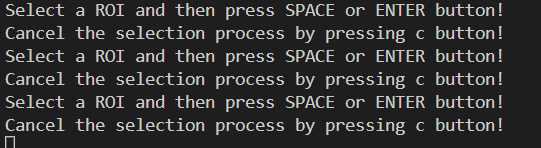 Select a ROI and then press SPACE or ENTER button!
Cancel the selection process by pressing c button!
Select a ROI and then press SPACE or ENTER button!
Cancel the selection process by pressing c button!
Select a ROI and then press SPACE or ENTER button!
Cancel the selection process by pressing c button!